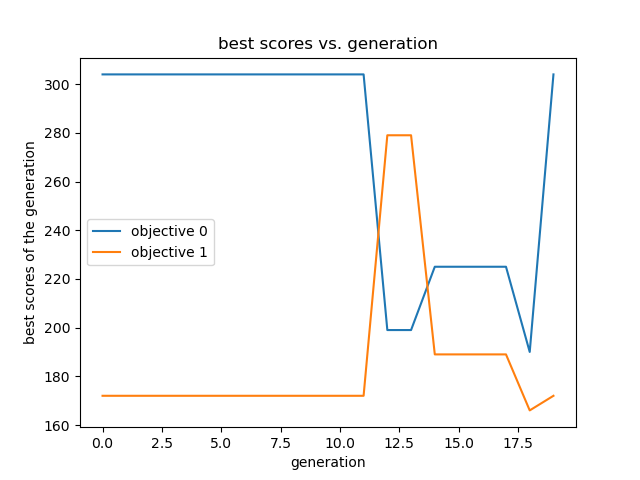 best scores vs. generation
best scores of the generation
300
280
260
240
220
200
180
160
objective 0
objective 1
0.0 2.5 5.0 7.5 10.0 12.5 15.0 17.5
generation